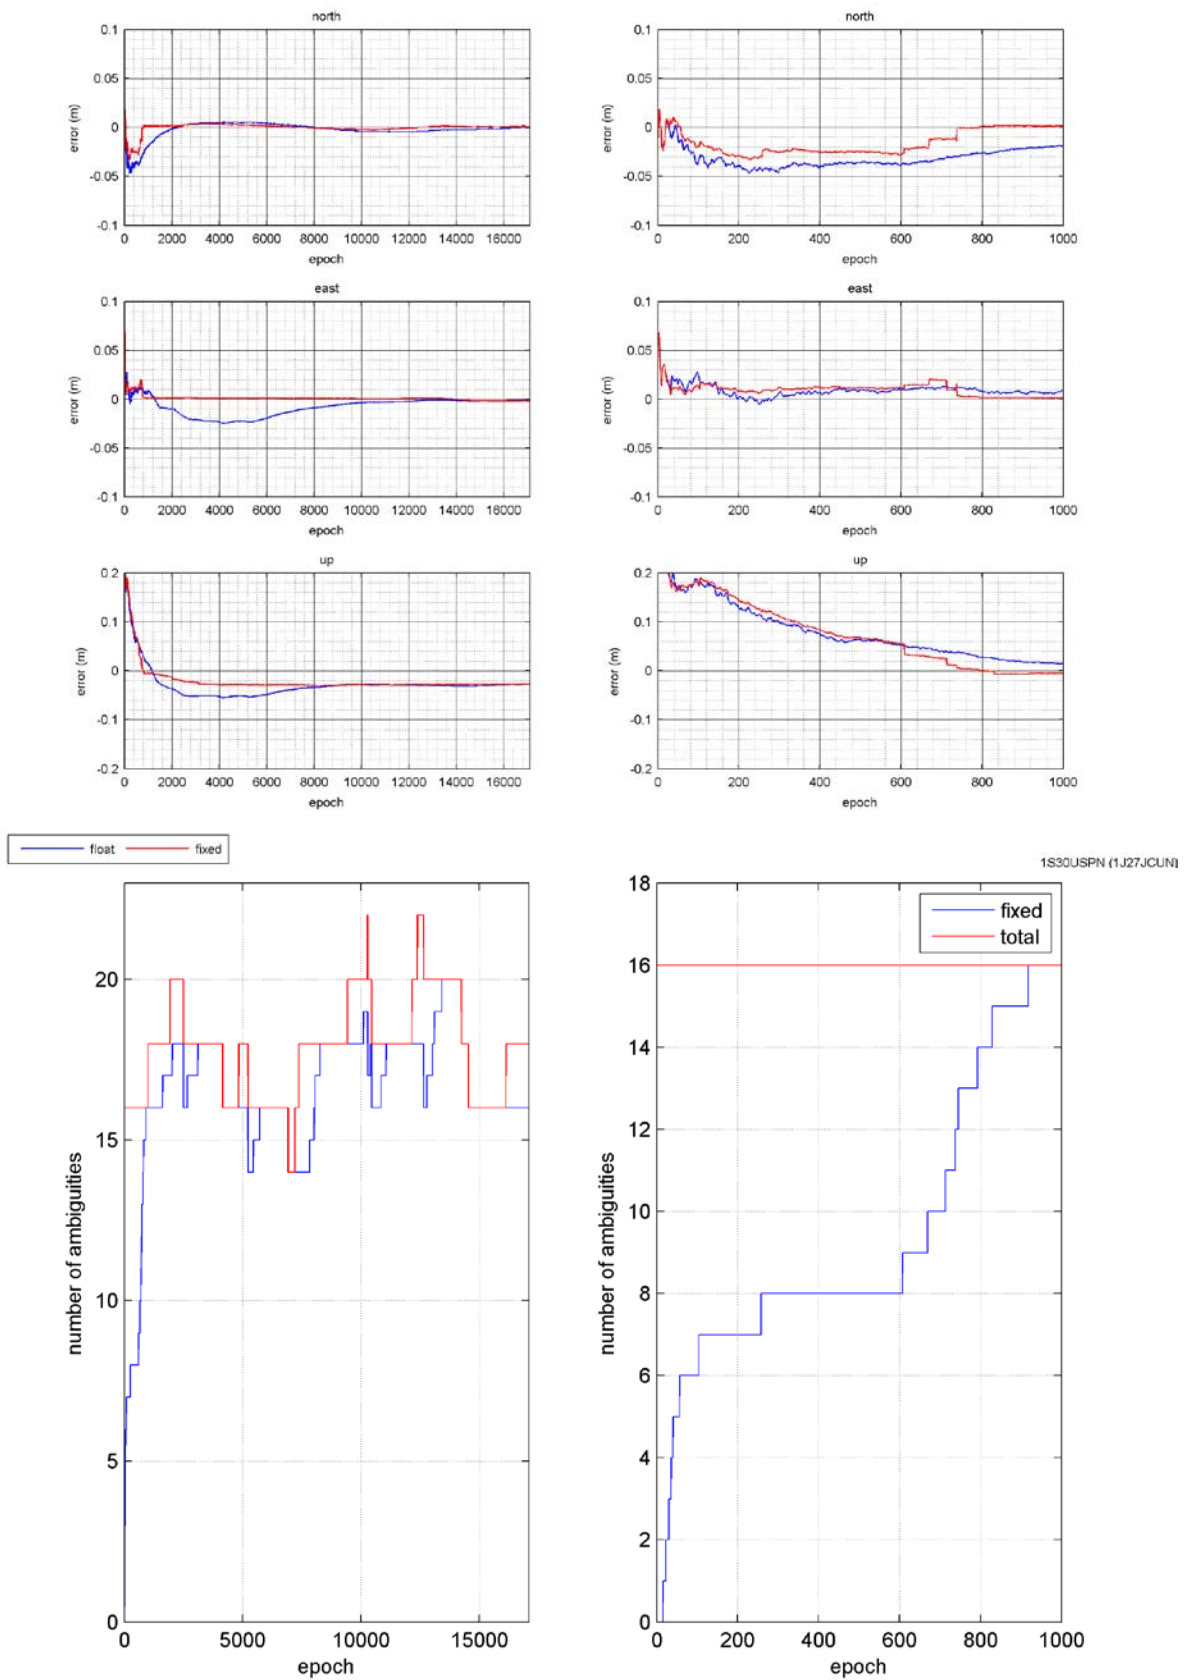 north
0.1
0.05
0
-0.05
-0.1
error (m)
0 2000 4000 6000 8000 10000 12000 14000 16000
epoch
north
0.1
0.05
0
-0.05
-0.1
error (m)
0 200 400 600 800 1000
epoch
east
0.1
0.05
0
-0.05
-0.1
error (m)
0 2000 4000 6000 8000 10000 12000 14000 16000
epoch
east
0.1
0.05
0
-0.05
-0.1
error (m)
0 200 400 600 800 1000
epoch
up
0.2
0.1
0
-0.1
-0.2
error (m)
0 2000 4000 6000 8000 10000 12000 14000 16000
epoch
up
0.2
0.1
0
-0.1
-0.2
error (m)
0 200 400 600 800 1000
epoch
float fixed
1S30USPN (1J27JCUN)
20
15
10
5
0
number of ambiguities
0 5000 10000 15000
epoch
18
16
14
12
10
8
6
4
2
0
number of ambiguities
fixed
total
0 200 400 600 800 1000
epoch